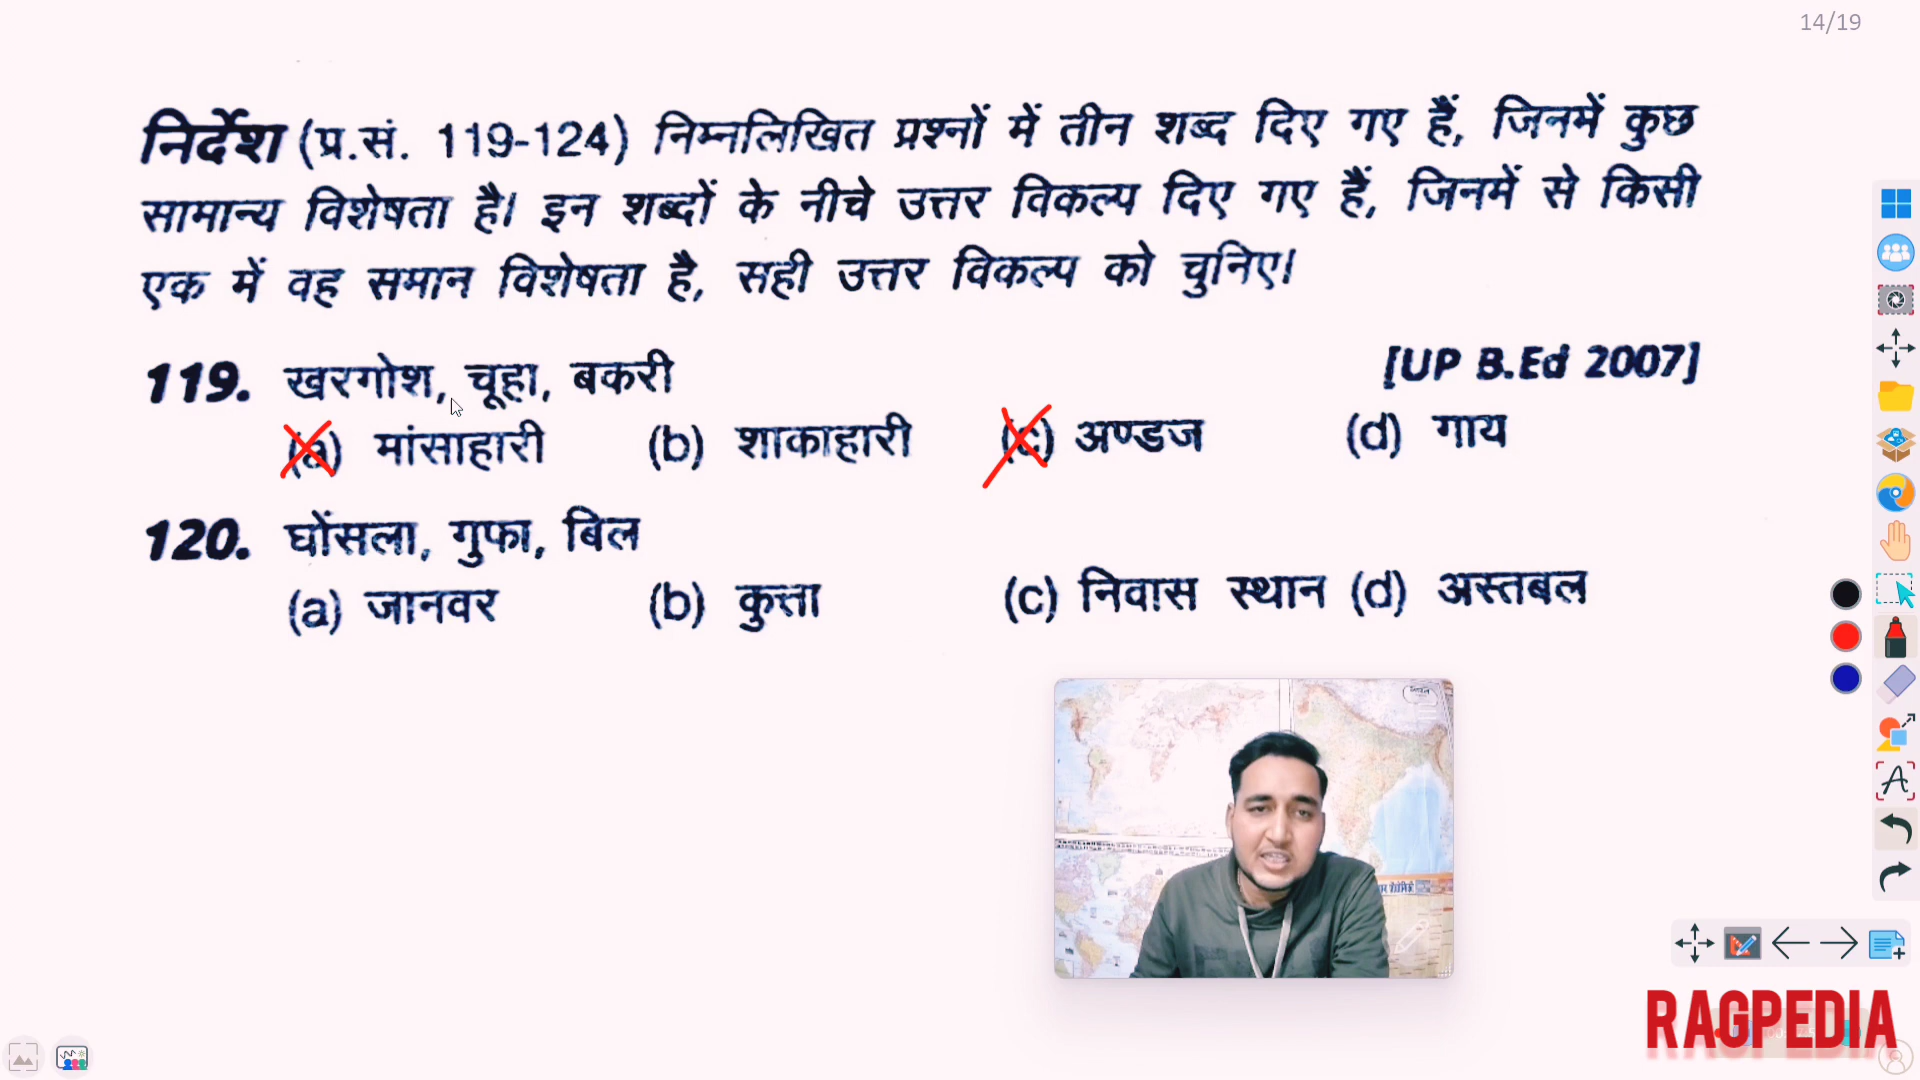 14/19
निर्देश (प्र.सं. 119-124) निम्नलिखित प्रश्नों में तीन शब्द दिए गए हैं, जिनमें कुछ
सामान्य विशेषता है। इन शब्दों के नीचे उत्तर विकल्प दिए गए हैं, जिनमें से किसी
एक में वह समान विशेषता है, सही उत्तर विकल्प को चुनिए।
119. खरगोश, चूहा, बकरी [UP B.Ed 2007]
(a) मांसाहारी (b) शाकाहारी (c) अण्डज (d) गाय
120. घोंसला, गुफा, बिल
(a) जानवर (b) कुत्ता (c) निवास स्थान (d) अस्तबल
RAGPEDIA